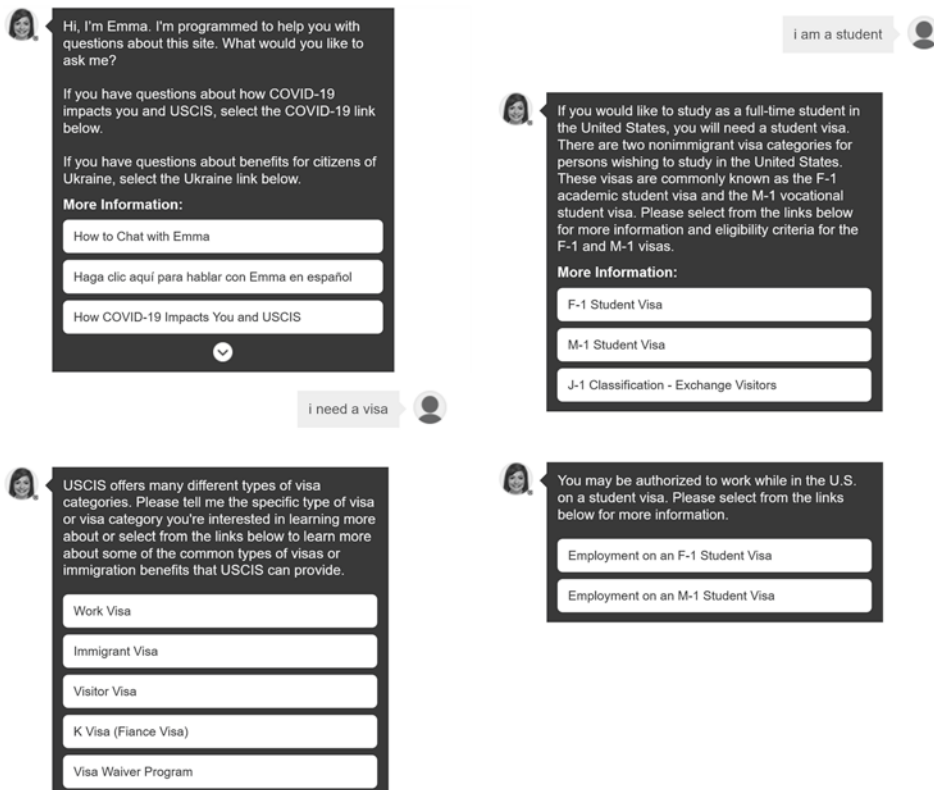 Hi, I'm Emma. I'm programmed to help you with
questions about this site. What would you like to
ask me?
If you have questions about how COVID-19
impacts you and USCIS, select the COVID-19 link
below.
If you have questions about benefits for citizens of
Ukraine, select the Ukraine link below.
More Information:
How to Chat with Emma
Haga clic aquí para hablar con Emma en español
How COVID-19 Impacts You and USCIS
i need a visa
USCIS offers many different types of visa
categories. Please tell me the specific type of visa
or visa category you're interested in learning more
about or select from the links below to learn more
about some of the common types of visas or
immigration benefits that USCIS can provide.
Work Visa
Immigrant Visa
Visitor Visa
K Visa (Fiance Visa)
Visa Waiver Program
i am a student
If you would like to study as a full-time student in
the United States, you will need a student visa.
There are two nonimmigrant visa categories for
persons wishing to study in the United States.
These visas are commonly known as the F-1
academic student visa and the M-1 vocational
student visa. Please select from the links below
for more information and eligibility criteria for the
F-1 and M-1 visas.
More Information:
F-1 Student Visa
M-1 Student Visa
J-1 Classification - Exchange Visitors
You may be authorized to work while in the U.S.
on a student visa. Please select from the links
below for more information.
Employment on an F-1 Student Visa
Employment on an M-1 Student Visa